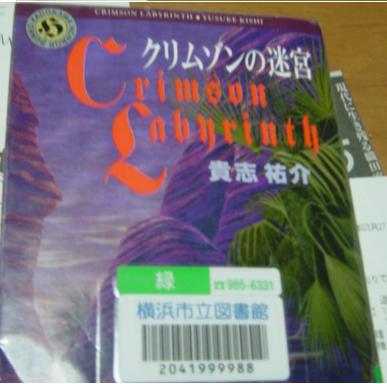 CRIMSON LABYRINTH ♦ YUSUKE KISHI
クリムゾンの迷宮
Crimson
Labyrinth
貴志 祐介
緑
☎985-6331
横浜市立図書館
2041999988